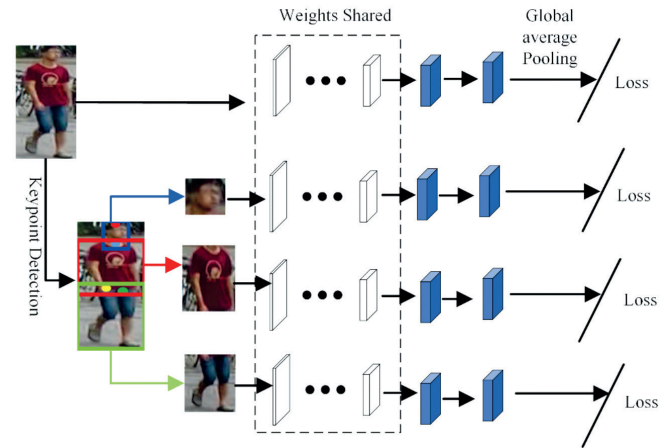 Weights Shared
Global
average
Pooling
Loss
Keypoint Detection
Loss
Loss
Loss